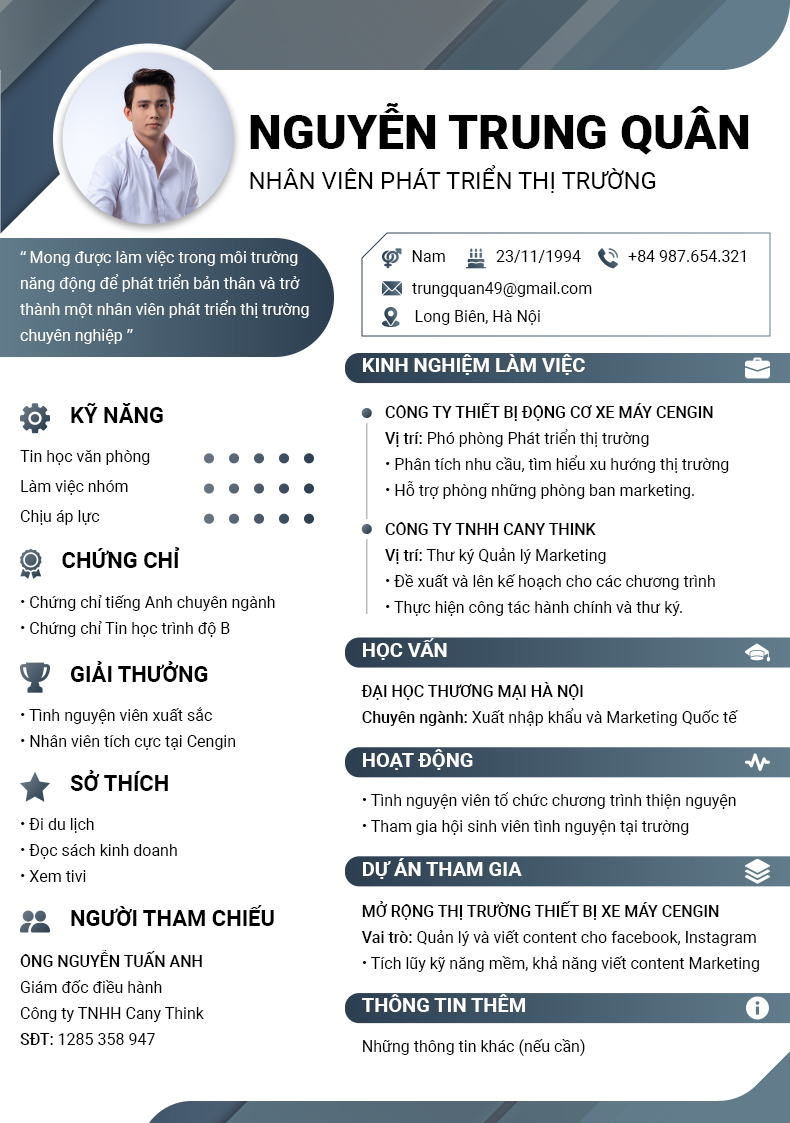 NGUYỄN TRUNG QUÂN
NHÂN VIÊN PHÁT TRIỂN THỊ TRƯỜNG
“ Mong được làm việc trong môi trường
năng động để phát triển bản thân và trở
thành một nhân viên phát triển thị trường
chuyên nghiệp ”
Nam 23/11/1994 +84 987.654.321
trungquan49@gmail.com
Long Biên, Hà Nội
KỸ NĂNG
Tin học văn phòng
Làm việc nhóm
Chịu áp lực
CHỨNG CHỈ
• Chứng chỉ tiếng Anh chuyên ngành
• Chứng chỉ Tin học trình độ B
GIẢI THƯỞNG
• Tình nguyện viên xuất sắc
• Nhân viên tích cực tại Cengin
SỞ THÍCH
• Đi du lịch
• Đọc sách kinh doanh
• Xem tivi
NGƯỜI THAM CHIẾU
ÔNG NGUYỄN TUẤN ANH
Giám đốc điều hành
Công ty TNHH Cany Think
SĐT: 1285 358 947
KINH NGHIỆM LÀM VIỆC
CÔNG TY THIẾT BỊ ĐỘNG CƠ XE MÁY CENGIN
Vị trí: Phó phòng Phát triển thị trường
• Phân tích nhu cầu, tìm hiểu xu hướng thị trường
• Hỗ trợ phòng những phòng ban marketing.
CÔNG TY TNHH CANY THINK
Vị trí: Thư ký Quản lý Marketing
• Đề xuất và lên kế hoạch cho các chương trình
• Thực hiện công tác hành chính và thư ký.
HỌC VẤN
ĐẠI HỌC THƯƠNG MẠI HÀ NỘI
Chuyên ngành: Xuất nhập khẩu và Marketing Quốc tế
HOẠT ĐỘNG
• Tình nguyện viên tổ chức chương trình thiện nguyện
• Tham gia hội sinh viên tình nguyện tại trường
DỰ ÁN THAM GIA
MỞ RỘNG THỊ TRƯỜNG THIẾT BỊ XE MÁY CENGIN
Vai trò: Quản lý và viết content cho facebook, Instagram
• Tích lũy kỹ năng mềm, khả năng viết content Marketing
THÔNG TIN THÊM
Những thông tin khác (nếu cần)